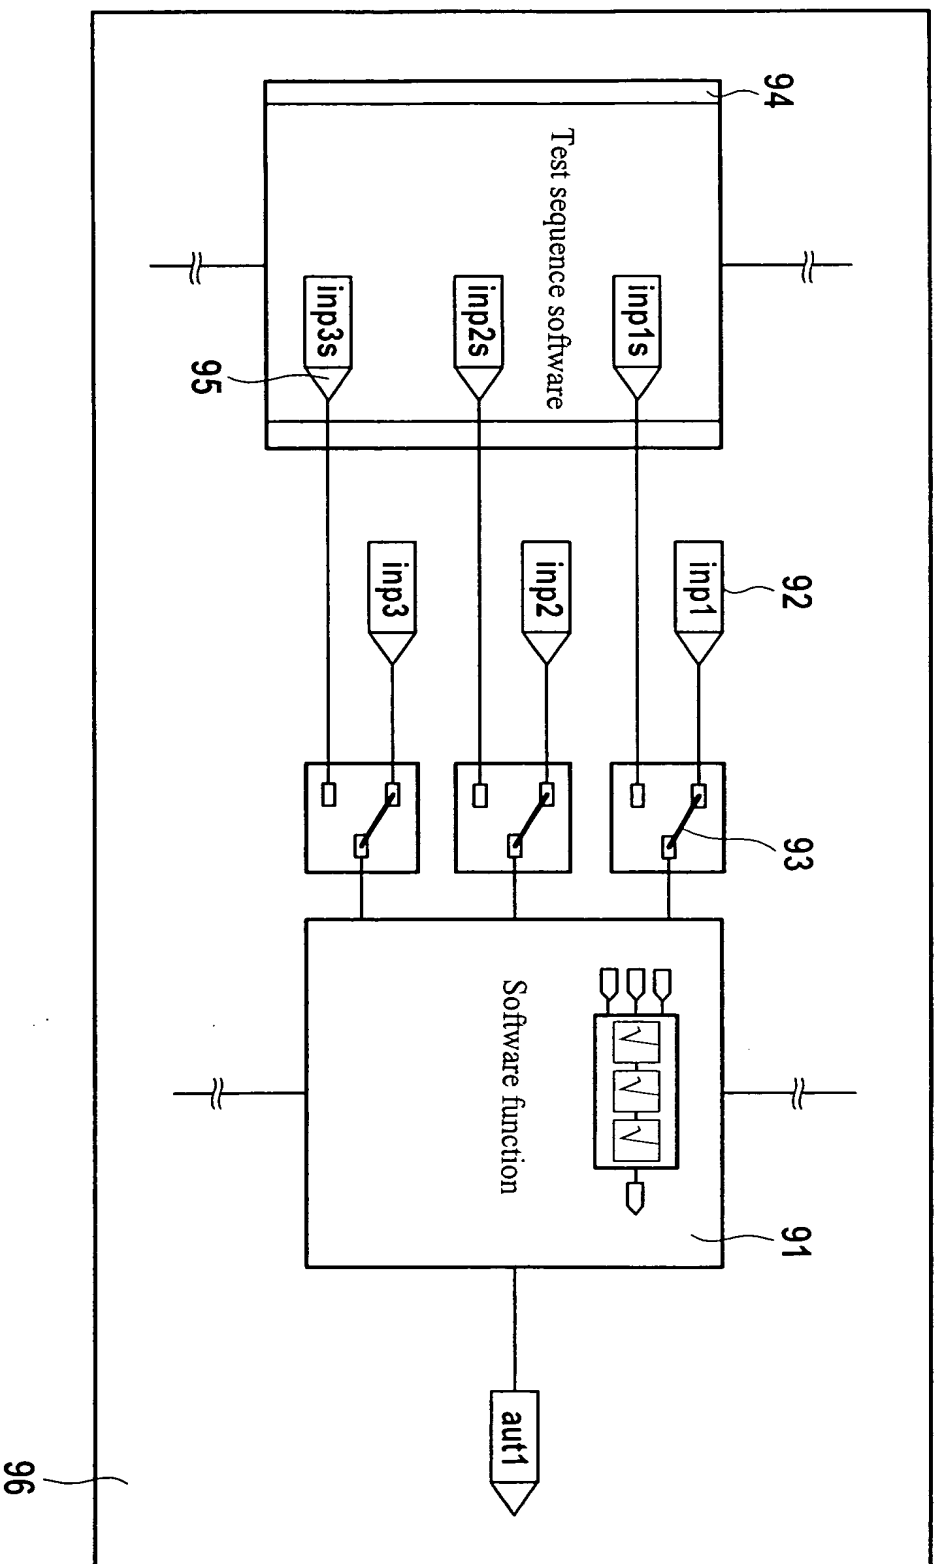 94
92
93
91
Test sequence software
inp1s
inp2s
inp3s
95
inp1
inp2
inp3
Software function
aut1
96